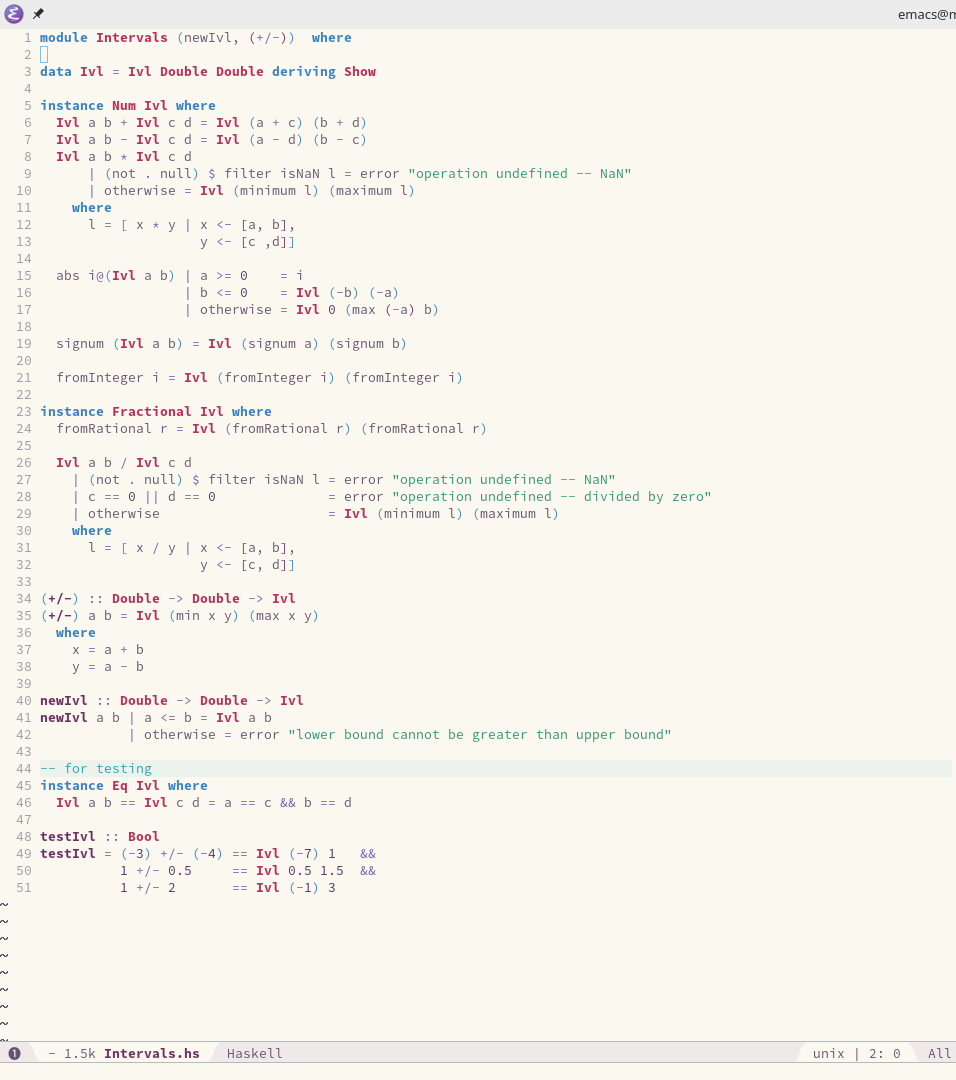 emacs@m
1 module Intervals (newIvl, (+/-))  where
2
3 data Ivl = Ivl Double Double deriving Show
4
5 instance Num Ivl where
6   Ivl a b + Ivl c d = Ivl (a + c) (b + d)
7   Ivl a b - Ivl c d = Ivl (a - d) (b - c)
8   Ivl a b * Ivl c d
9       | (not . null) $ filter isNaN l = error "operation undefined -- NaN"
10       | otherwise = Ivl (minimum l) (maximum l)
11     where
12       l = [ x * y | x <- [a, b],
13                     y <- [c ,d]]
14
15   abs i@(Ivl a b) | a >= 0    = i
16                   | b <= 0    = Ivl (-b) (-a)
17                   | otherwise = Ivl 0 (max (-a) b)
18
19   signum (Ivl a b) = Ivl (signum a) (signum b)
20
21   fromInteger i = Ivl (fromInteger i) (fromInteger i)
22
23 instance Fractional Ivl where
24   fromRational r = Ivl (fromRational r) (fromRational r)
25
26   Ivl a b / Ivl c d
27     | (not . null) $ filter isNaN l = error "operation undefined -- NaN"
28     | c == 0 || d == 0              = error "operation undefined -- divided by zero"
29     | otherwise                     = Ivl (minimum l) (maximum l)
30     where
31       l = [ x / y | x <- [a, b],
32                     y <- [c, d]]
33
34 (+/-) :: Double -> Double -> Ivl
35 (+/-) a b = Ivl (min x y) (max x y)
36   where
37     x = a + b
38     y = a - b
39
40 newIvl :: Double -> Double -> Ivl
41 newIvl a b | a <= b = Ivl a b
42            | otherwise = error "lower bound cannot be greater than upper bound"
43
44 -- for testing
45 instance Eq Ivl where
46   Ivl a b == Ivl c d = a == c && b == d
47
48 testIvl :: Bool
49 testIvl = (-3) +/- (-4) == Ivl (-7) 1   &&
50           1 +/- 0.5     == Ivl 0.5 1.5  &&
51           1 +/- 2       == Ivl (-1) 3
~
~
~
~
~
~
~
~
~
1 - 1.5k Intervals.hs Haskell unix | 2: 0 All